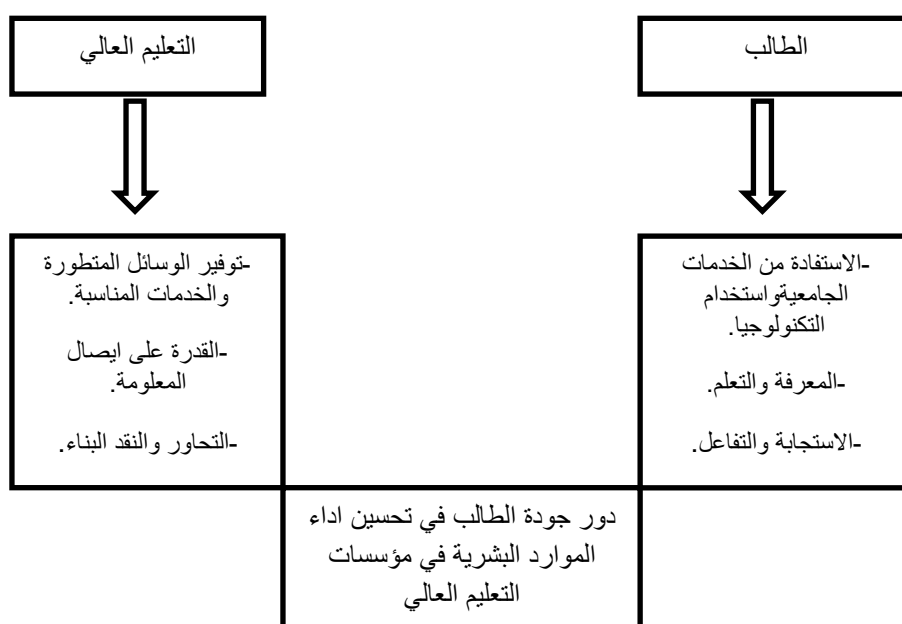 الطالب
التعليم العالي
-الاستفادة من الخدمات
الجامعيةواستخدام
التكنولوجيا.
-المعرفة والتعلم.
-الاستجابة والتفاعل.
-توفير الوسائل المتطورة
والخدمات المناسبة.
-القدرة على ايصال
المعلومة.
-التحاور والنقد البناء.
دور جودة الطالب في تحسين اداء
الموارد البشرية في مؤسسات
التعليم العالي